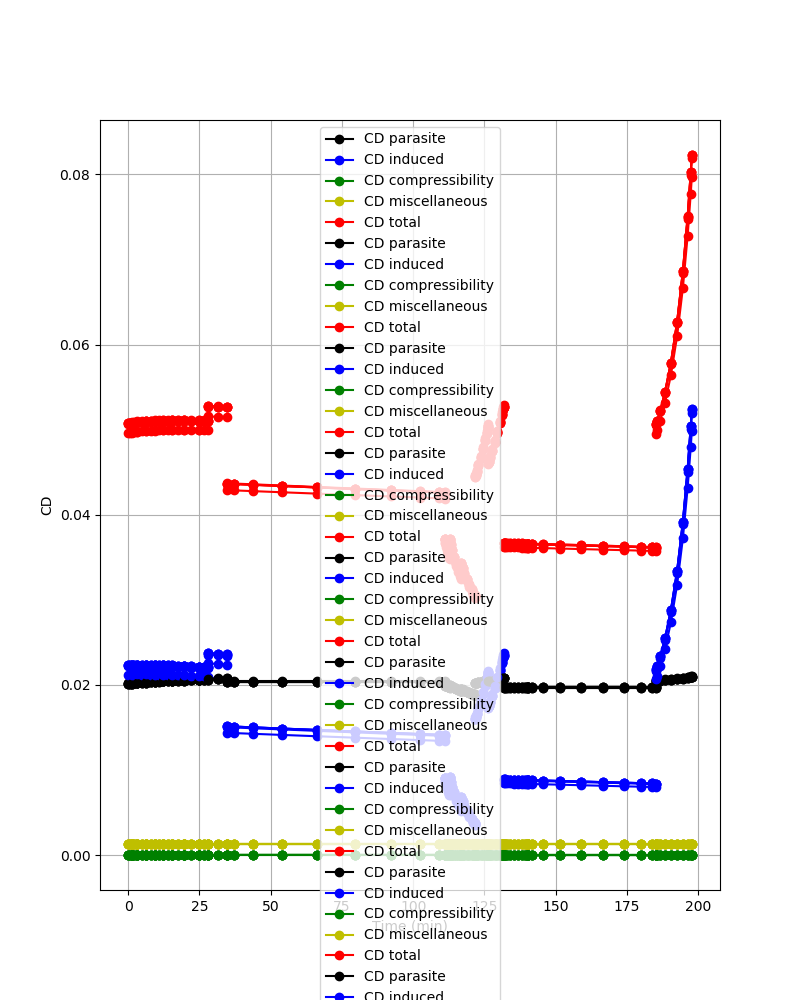 0.08
0.06
0.04
0.02
0.00
CD
0
25
50
75
100
125
150
175
200
Time (min)
CD parasite
CD induced
CD compressibility
CD miscellaneous
CD total
CD parasite
CD induced
CD compressibility
CD miscellaneous
CD total
CD parasite
CD induced
CD compressibility
CD miscellaneous
CD total
CD parasite
CD induced
CD compressibility
CD miscellaneous
CD total
CD parasite
CD induced
CD compressibility
CD miscellaneous
CD total
CD parasite
CD induced
CD compressibility
CD miscellaneous
CD total
CD parasite
CD induced
CD compressibility
CD miscellaneous
CD total
CD parasite
CD induced
CD compressibility
CD miscellaneous
CD total
CD parasite
CD induced